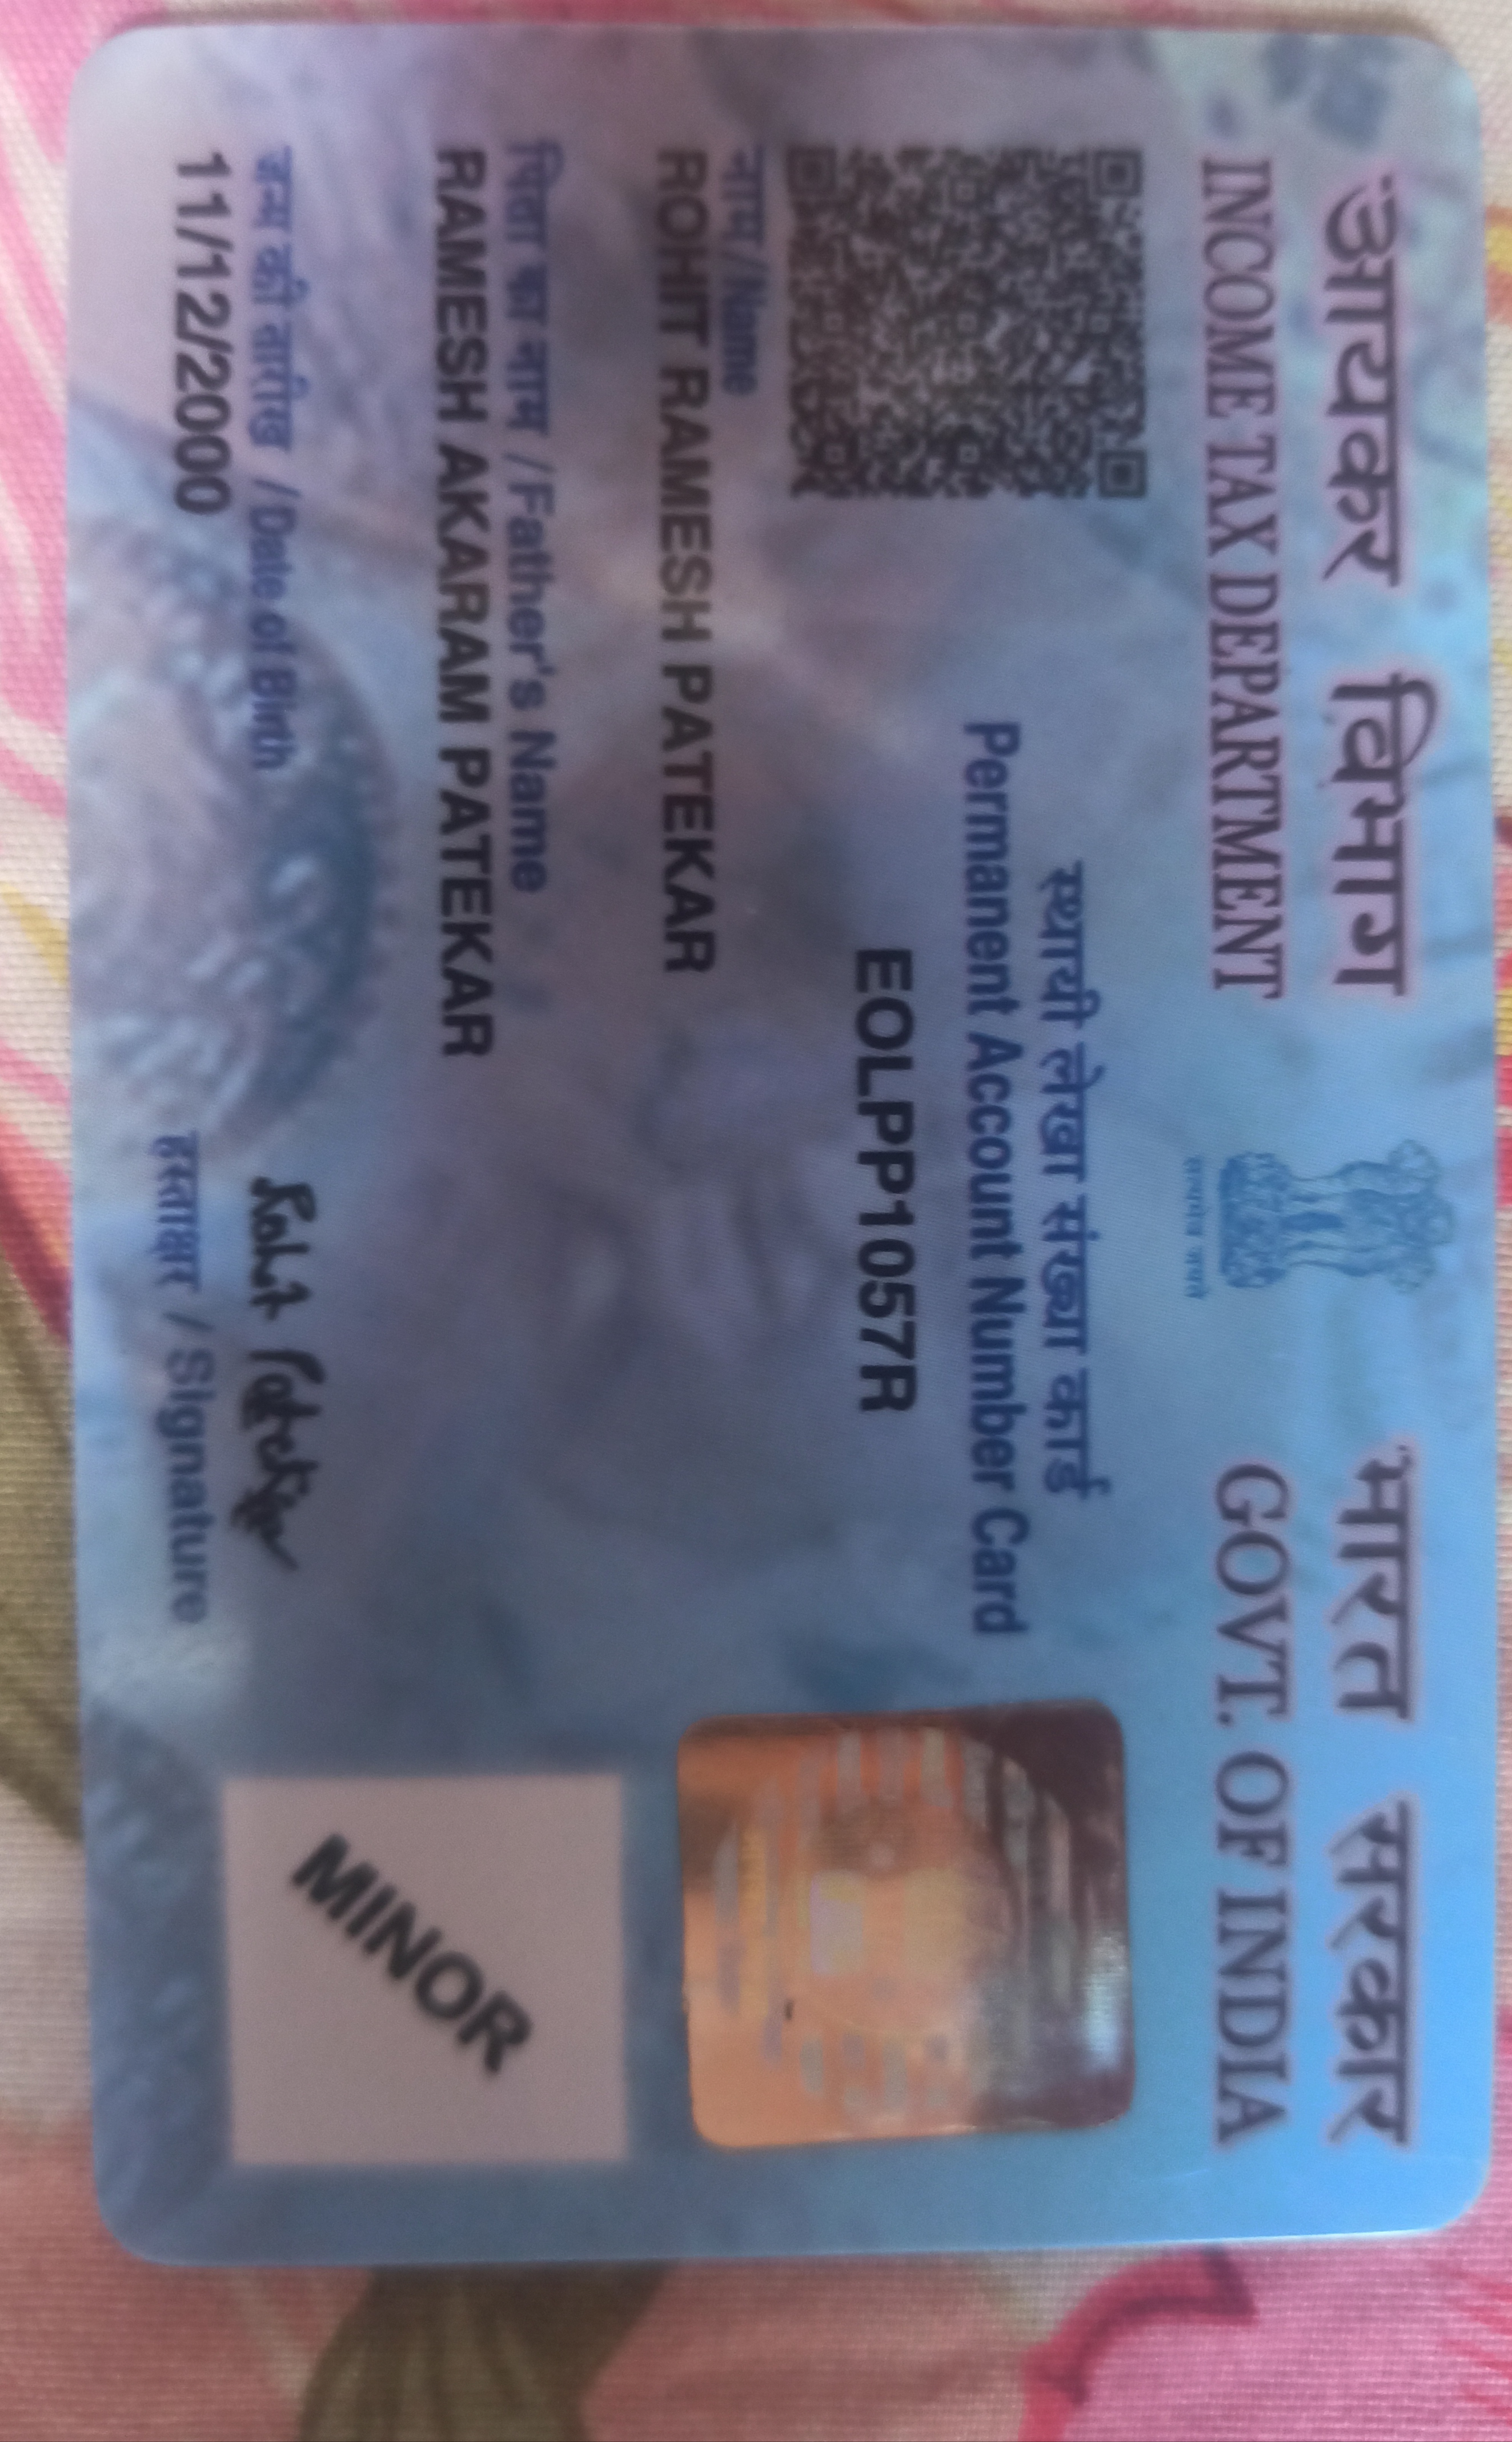 आयकर विभाग
INCOME TAX DEPARTMENT
भारत सरकार
GOVT. OF INDIA
सत्यमेव जयते
स्थायी लेखा संख्या कार्ड
Permanent Account Number Card
EOLPP1057R
नाम/Name
ROHIT RAMESH PATEKAR
पिता का नाम /Father's Name
RAMESH AKARAM PATEKAR
जन्म की तारीख /Date of Birth
11/12/2000
Rohit Patekar
हस्ताक्षर / Signature
MINOR